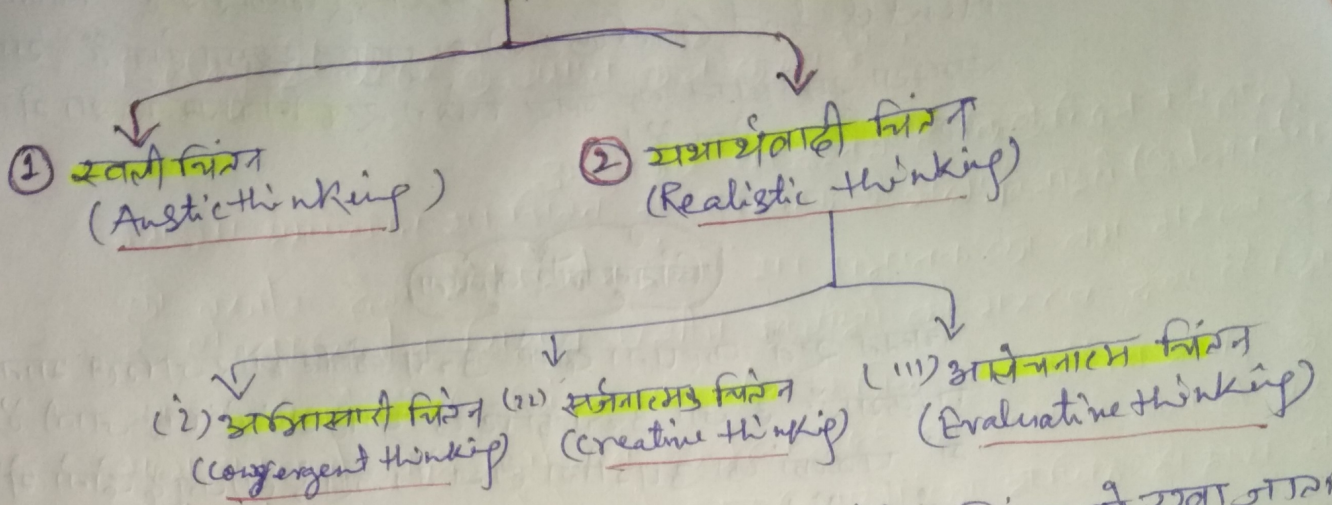 ① स्वली चिंतन
(Austic thinking)
② यथार्थवादी चिंतन
(Realistic thinking)
(i) अभिसारी चिंतन
(Convergent thinking)
(ii) सर्जनात्मक चिंतन
(Creative thinking)
(iii) आलोचनात्मक चिंतन
(Evaluative thinking)